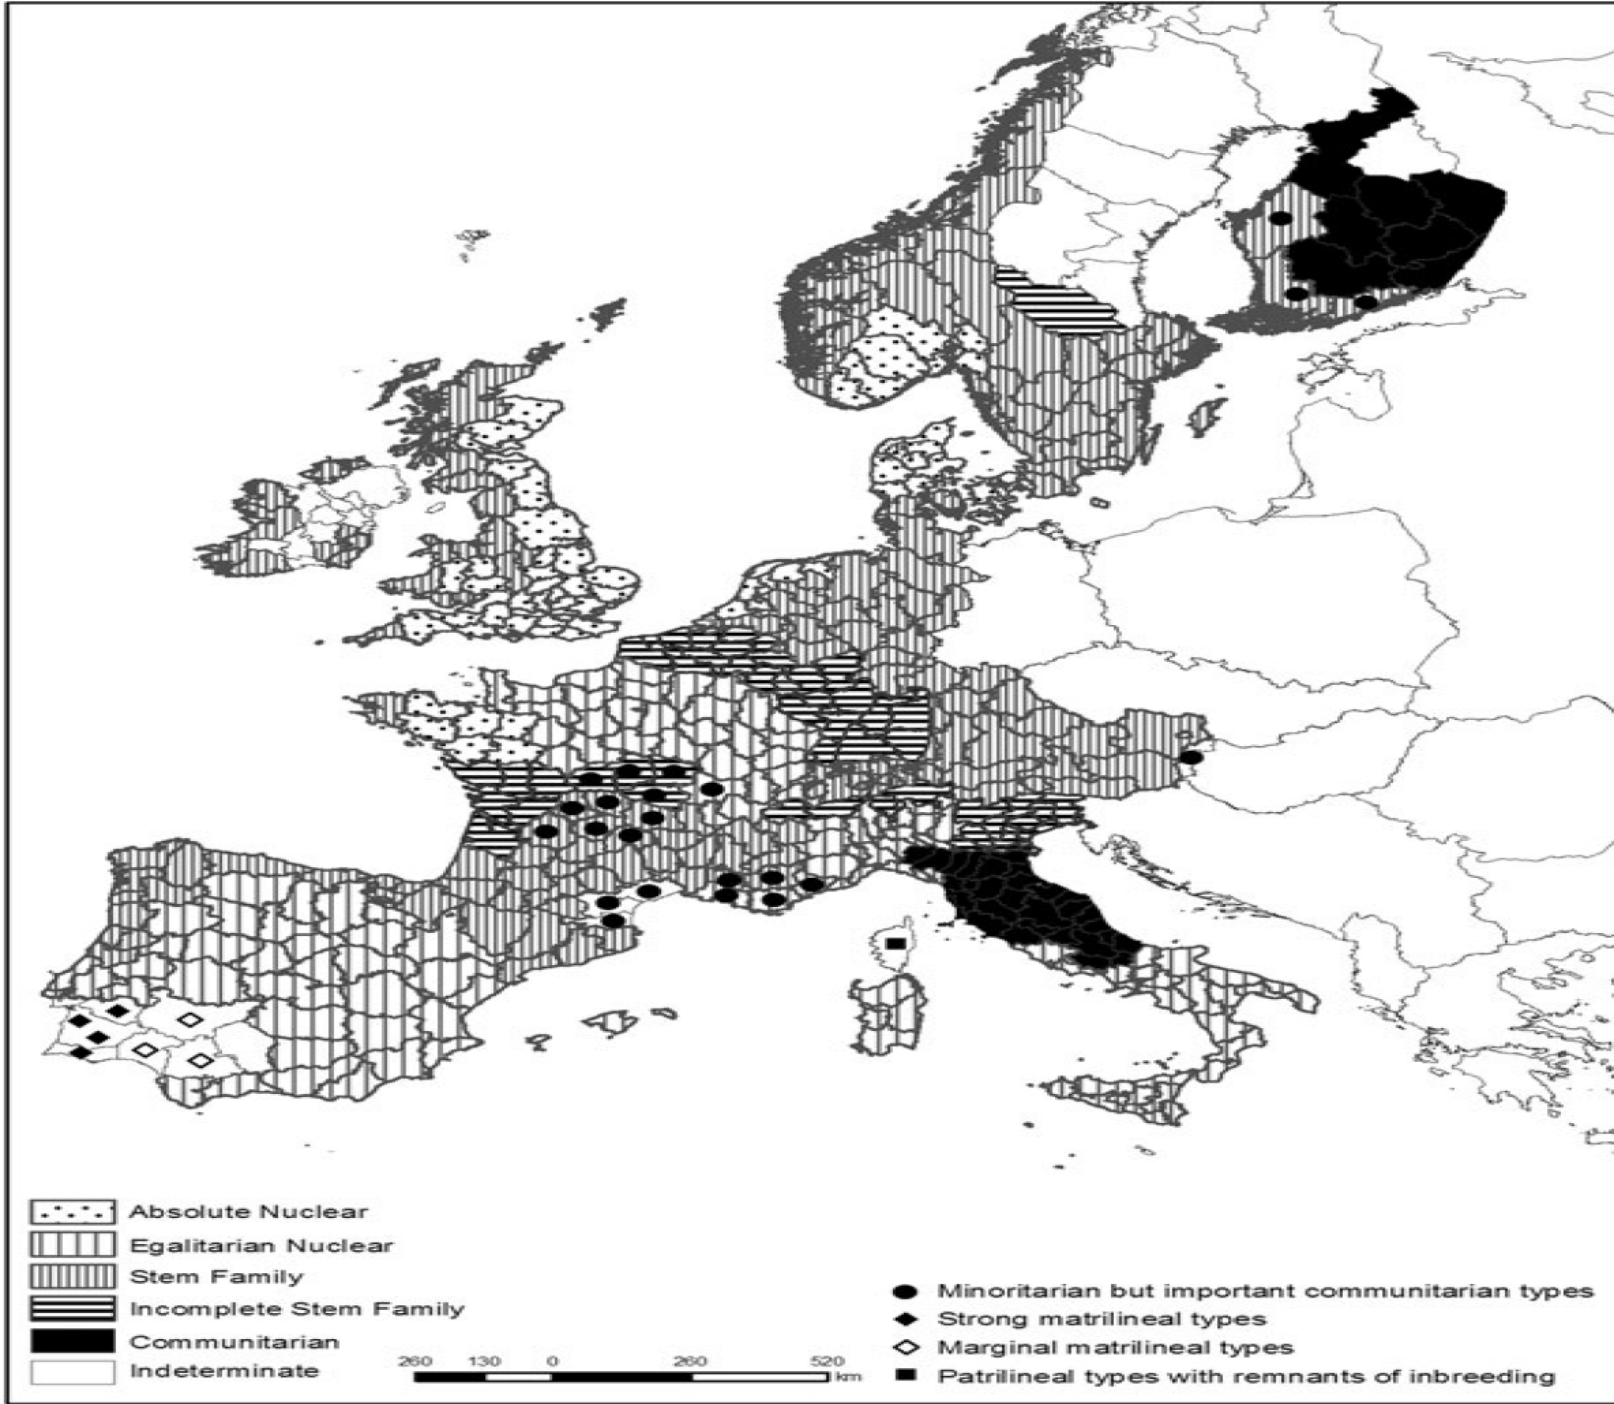 Absolute Nuclear
Egalitarian Nuclear
Stem Family
Incomplete Stem Family
Communitarian
Indeterminate
260 130 0 260 520
km
Minoritarian but important communitarian types
Strong matrilineal types
Marginal matrilineal types
Patrilineal types with remnants of inbreeding